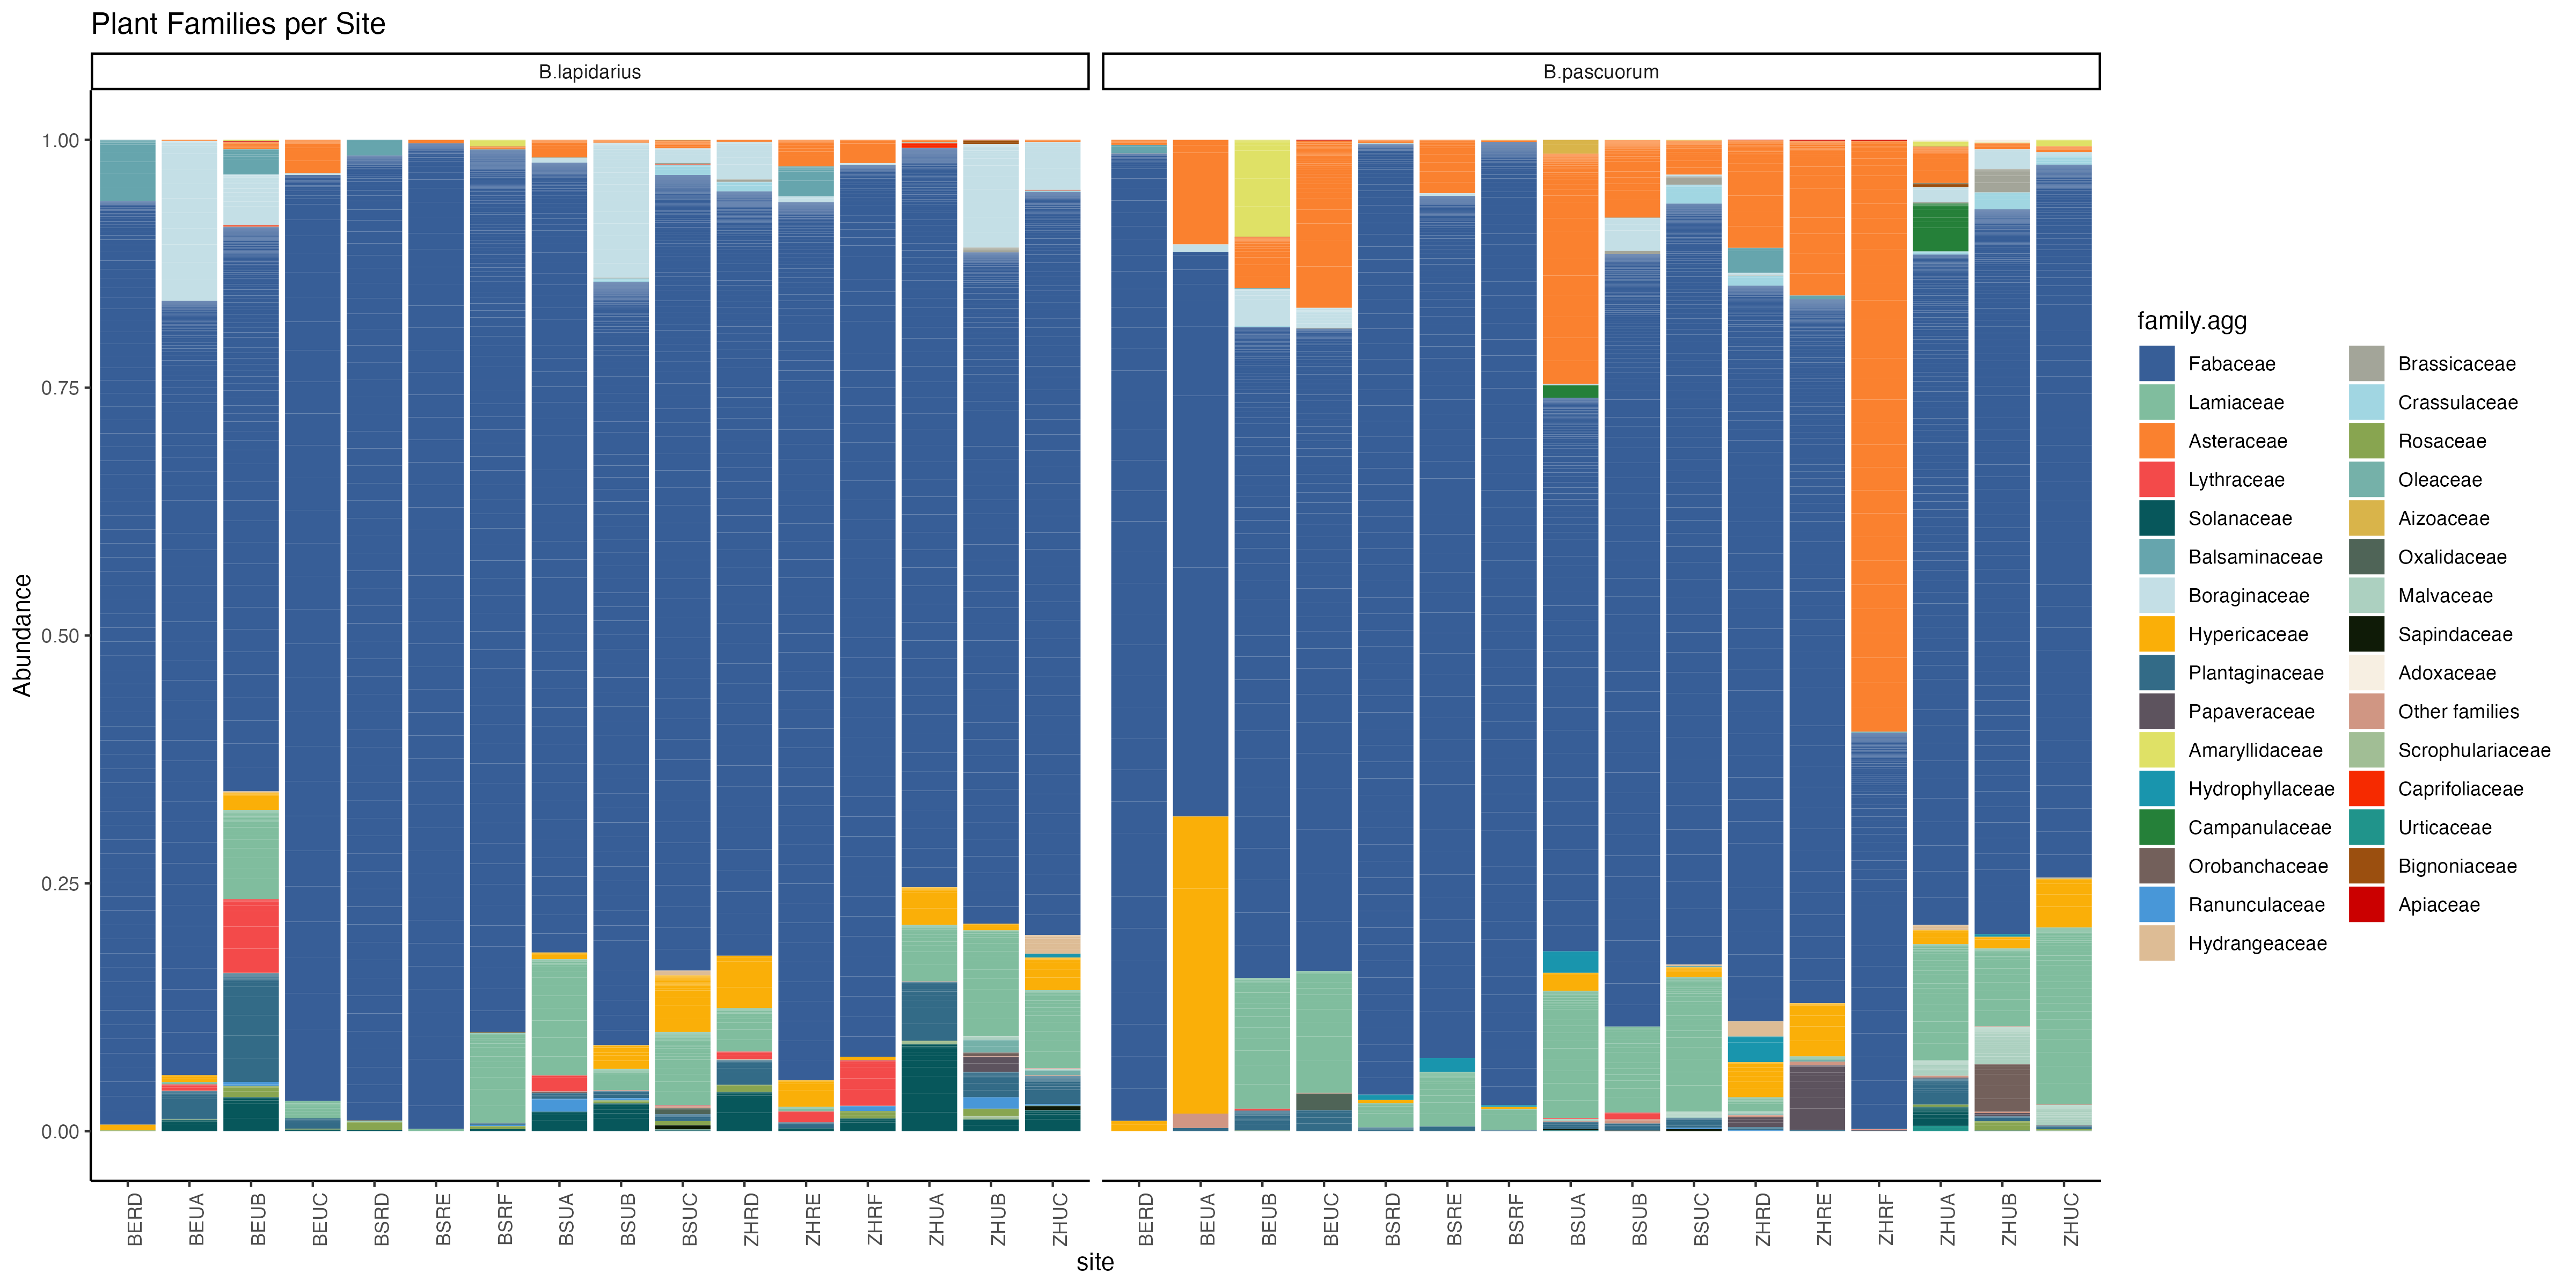 Plant Families per Site
B.lapidarius
B.pascuorum
1.00
0.75
0.50
0.25
0.00
Abundance
BERD
BEUA
BEUB
BEUC
BSRD
BSRE
BSRF
BSUA
BSUB
BSUC
ZHRD
ZHRE
ZHRF
ZHUA
ZHUB
ZHUC
BERD
BEUA
BEUB
BEUC
BSRD
BSRE
BSRF
BSUA
BSUB
BSUC
ZHRD
ZHRE
ZHRF
ZHUA
ZHUB
ZHUC
site
family.agg
Fabaceae
Lamiaceae
Asteraceae
Lythraceae
Solanaceae
Balsaminaceae
Boraginaceae
Hypericaceae
Plantaginaceae
Papaveraceae
Amaryllidaceae
Hydrophyllaceae
Campanulaceae
Orobanchaceae
Ranunculaceae
Hydrangeaceae
Brassicaceae
Crassulaceae
Rosaceae
Oleaceae
Aizoaceae
Oxalidaceae
Malvaceae
Sapindaceae
Adoxaceae
Other families
Scrophulariaceae
Caprifoliaceae
Urticaceae
Bignoniaceae
Apiaceae